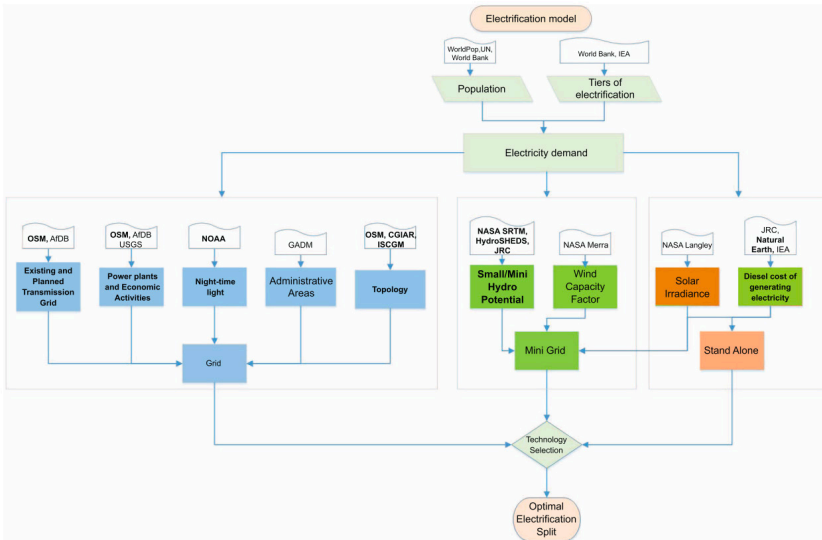 Electrification model
WorldPop,UN,
World Bank
World Bank, IEA
Population
Tiers of
electrification
Electricity demand
OSM, AfDB
OSM, AfDB
USGS
NOAA
GADM
OSM, CGIAR,
ISCGM
NASA SRTM,
HydroSHEDS,
JRC
NASA Merra
NASA Langley
JRC,
Natural
Earth, IEA
Existing and
Planned
Transmission
Grid
Power plants
and Economic
Activities
Night-time
light
Administrative
Areas
Topology
Small/Mini
Hydro
Potential
Wind
Capacity
Factor
Solar
Irradiance
Diesel cost of
generating
electricity
Grid
Mini Grid
Stand Alone
Technology
Selection
Optimal
Electrification
Split